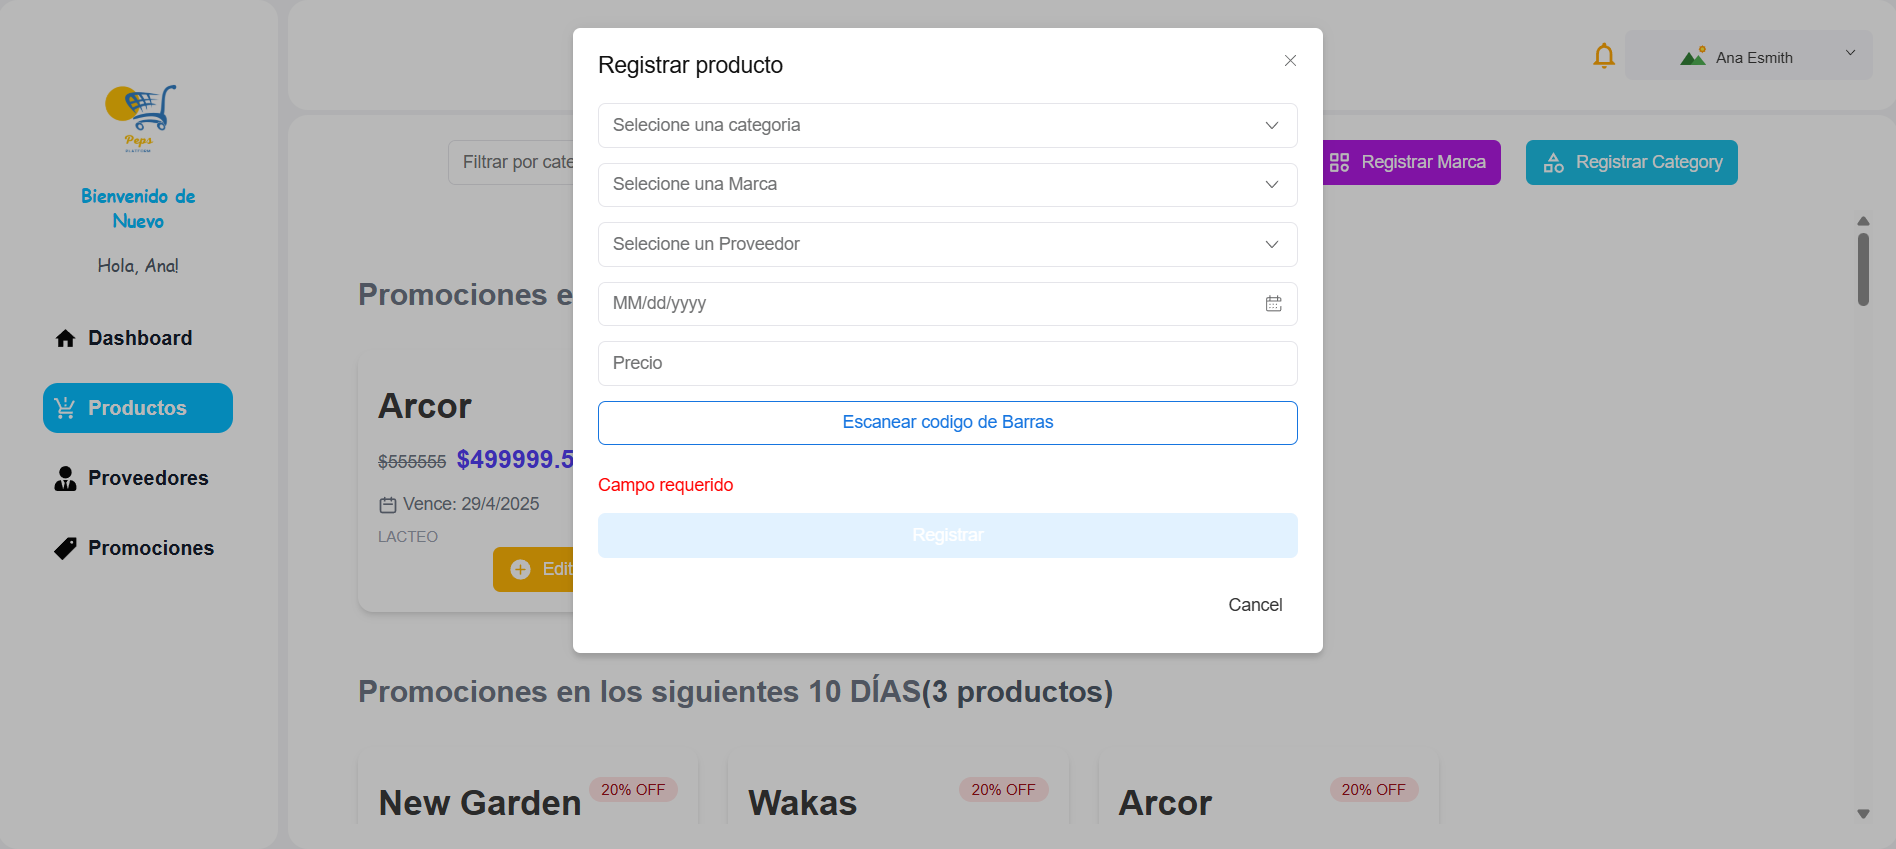 Peps
PLATFORM
Bienvenido de
Nuevo
Hola, Ana!
Dashboard
Productos
Proveedores
Promociones
Ana Esmith
Filtrar por cate
Registrar Marca
Registrar Category
Registrar producto
Selecione una categoria
Selecione una Marca
Selecione un Proveedor
MM/dd/yyyy
Precio
Escanear codigo de Barras
Campo requerido
Registrar
Cancel
Promociones e
Arcor
$555555 $499999.5
Vence: 29/4/2025
LACTEO
Edit
Promociones en los siguientes 10 DÍAS(3 productos)
New Garden 20% OFF
Wakas 20% OFF
Arcor 20% OFF